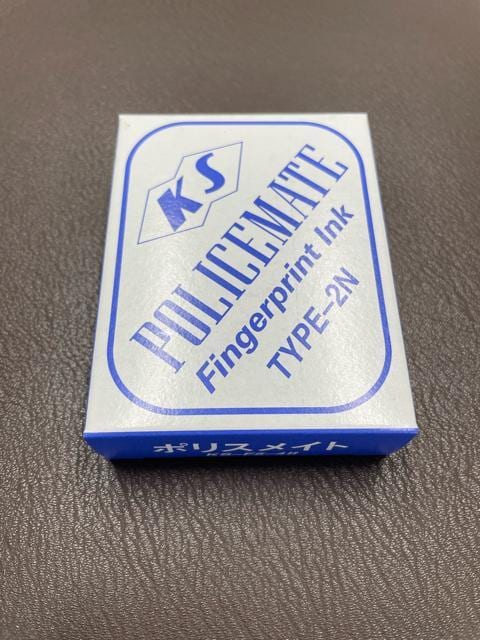 KS
POLICEMATE
Fingerprint Ink
TYPE-2N
ポリスメイト